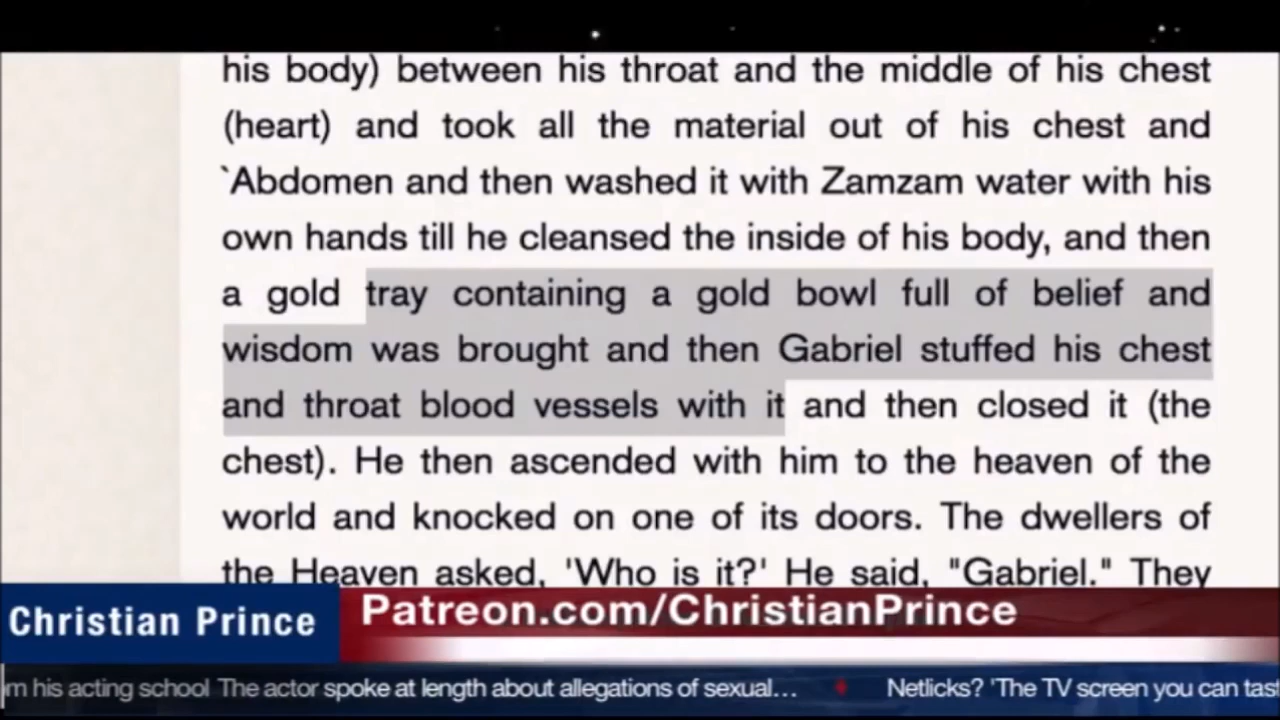 his body) between his throat and the middle of his chest
(heart) and took all the material out of his chest and
`Abdomen and then washed it with Zamzam water with his
own hands till he cleansed the inside of his body, and then
a gold tray containing a gold bowl full of belief and
wisdom was brought and then Gabriel stuffed his chest
and throat blood vessels with it and then closed it (the
chest). He then ascended with him to the heaven of the
world and knocked on one of its doors. The dwellers of
the Heaven asked, 'Who is it?' He said, "Gabriel." They
Christian Prince
Patreon.com/ChristianPrince
m his acting school The actor spoke at length about allegations of sexual... Netlicks? 'The TV screen you can tast